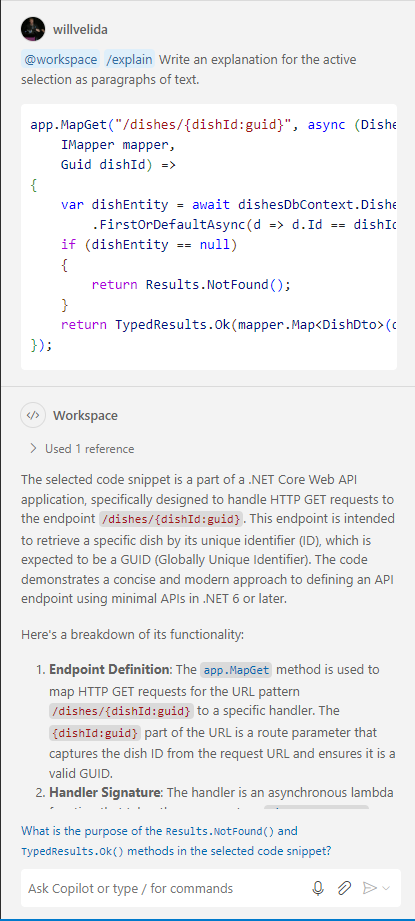 willvelida
@workspace /explain Write an explanation for the active
selection as paragraphs of text.
app.MapGet("/dishes/{dishId:guid}", async (Dishe
IMapper mapper,
Guid dishId) =>
{
var dishEntity = await dishesDbContext.Dishe
.FirstOrDefaultAsync(d => d.Id == dishId
if (dishEntity == null)
{
return Results.NotFound();
}
return TypedResults.Ok(mapper.Map<DishDto>(d
});
Workspace
Used 1 reference
The selected code snippet is a part of a .NET Core Web API
application, specifically designed to handle HTTP GET requests to
the endpoint /dishes/{dishId:guid}. This endpoint is intended
to retrieve a specific dish by its unique identifier (ID), which is
expected to be a GUID (Globally Unique Identifier). The code
demonstrates a concise and modern approach to defining an API
endpoint using minimal APIs in .NET 6 or later.
Here's a breakdown of its functionality:
1. Endpoint Definition: The app.MapGet method is used to
map HTTP GET requests for the URL pattern
/dishes/{dishId:guid} to a specific handler. The
{dishId:guid} part of the URL is a route parameter that
captures the dish ID from the request URL and ensures it is a
valid GUID.
2. Handler Signature: The handler is an asynchronous lambda
What is the purpose of the Results.NotFound() and
TypedResults.Ok() methods in the selected code snippet?
Ask Copilot or type / for commands